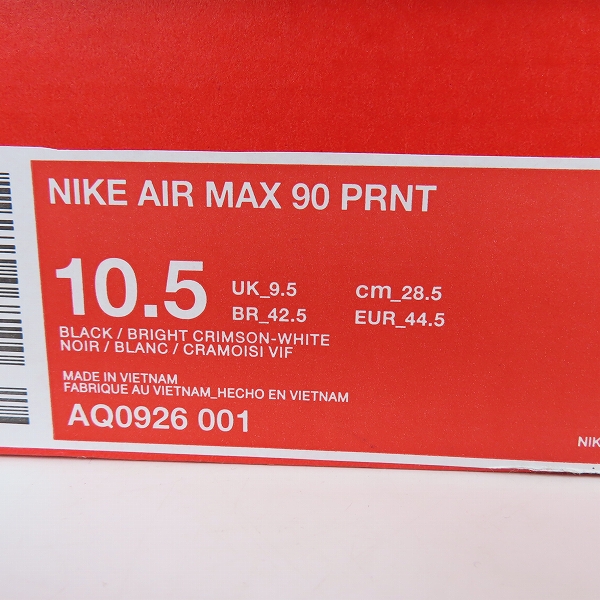 NIKE AIR MAX 90 PRNT
10.5 UK_9.5 cm_28.5
BR_42.5 EUR_44.5
BLACK / BRIGHT CRIMSON-WHITE
NOIR / BLANC / CRAMOISI VIF
MADE IN VIETNAM
FABRIQUE AU VIETNAM_HECHO EN VIETNAM
AQ0926 001
NIK